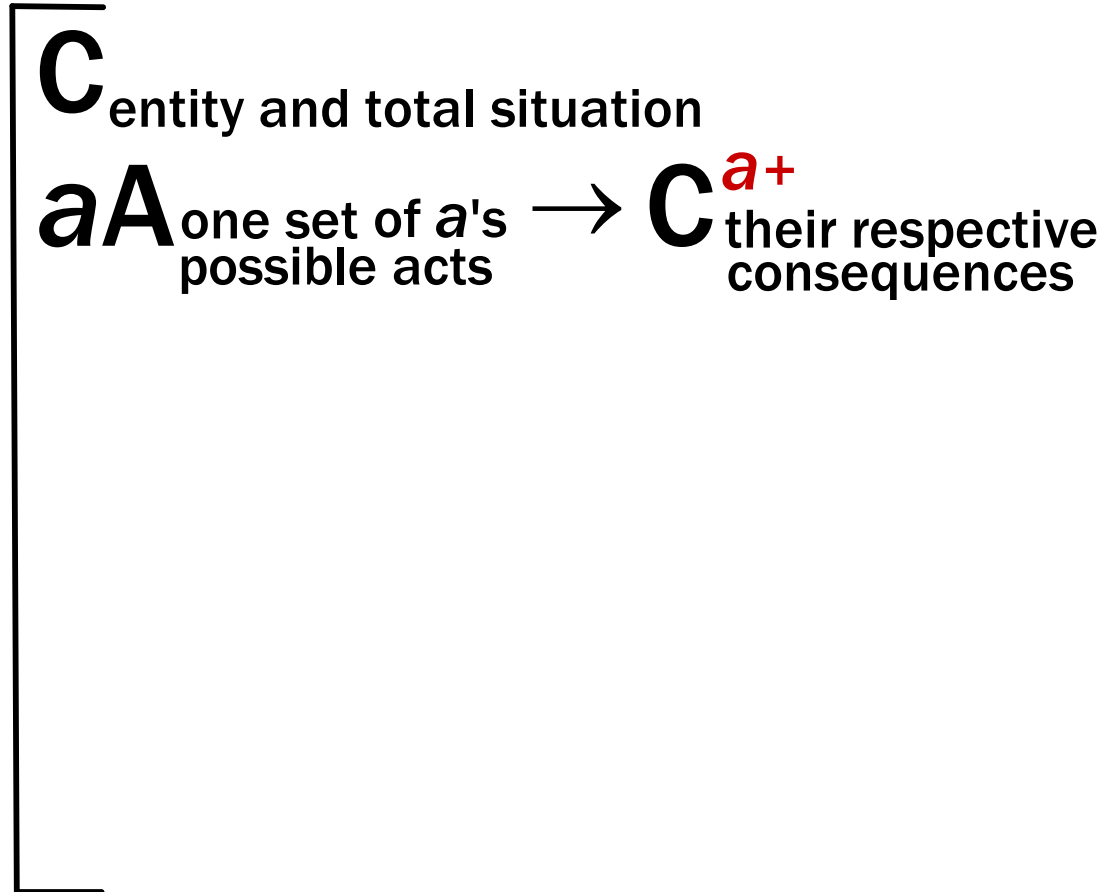 C entity and total situation
aA one set of a's possible acts → C a+ their respective consequences